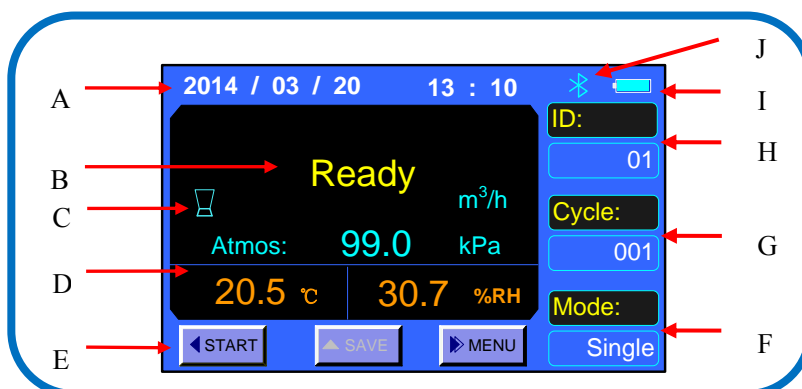 J
2014 / 03 / 20 13 : 10
A
I
ID:
01
H
B
Ready
m³/h
C
Cycle:
Atmos: 99.0 kPa
001
G
D
20.5 ℃ 30.7 %RH
Mode:
E
START SAVE MENU
Single
F